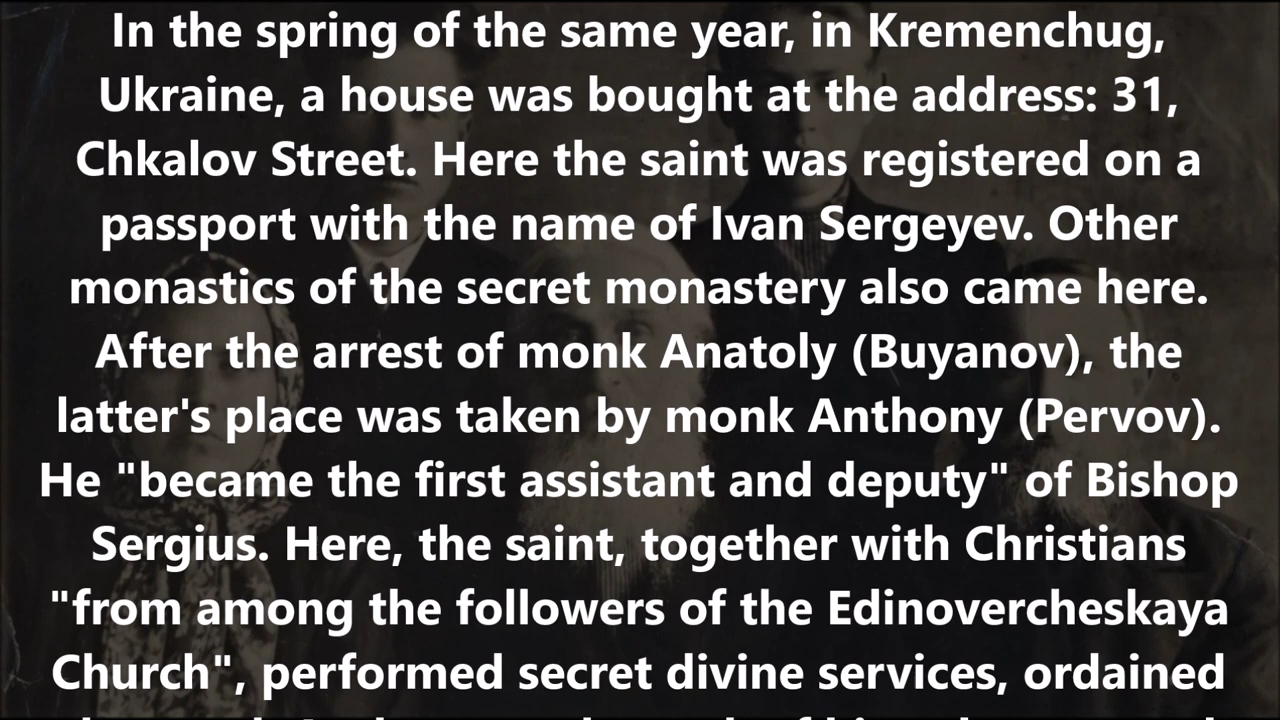 In the spring of the same year, in Kremenchug,
Ukraine, a house was bought at the address: 31,
Chkalov Street. Here the saint was registered on a
passport with the name of Ivan Sergeyev. Other
monastics of the secret monastery also came here.
After the arrest of monk Anatoly (Buyanov), the
latter's place was taken by monk Anthony (Pervov).
He "became the first assistant and deputy" of Bishop
Sergius. Here, the saint, together with Christians
"from among the followers of the Edinovercheskaya
Church", performed secret divine services, ordained